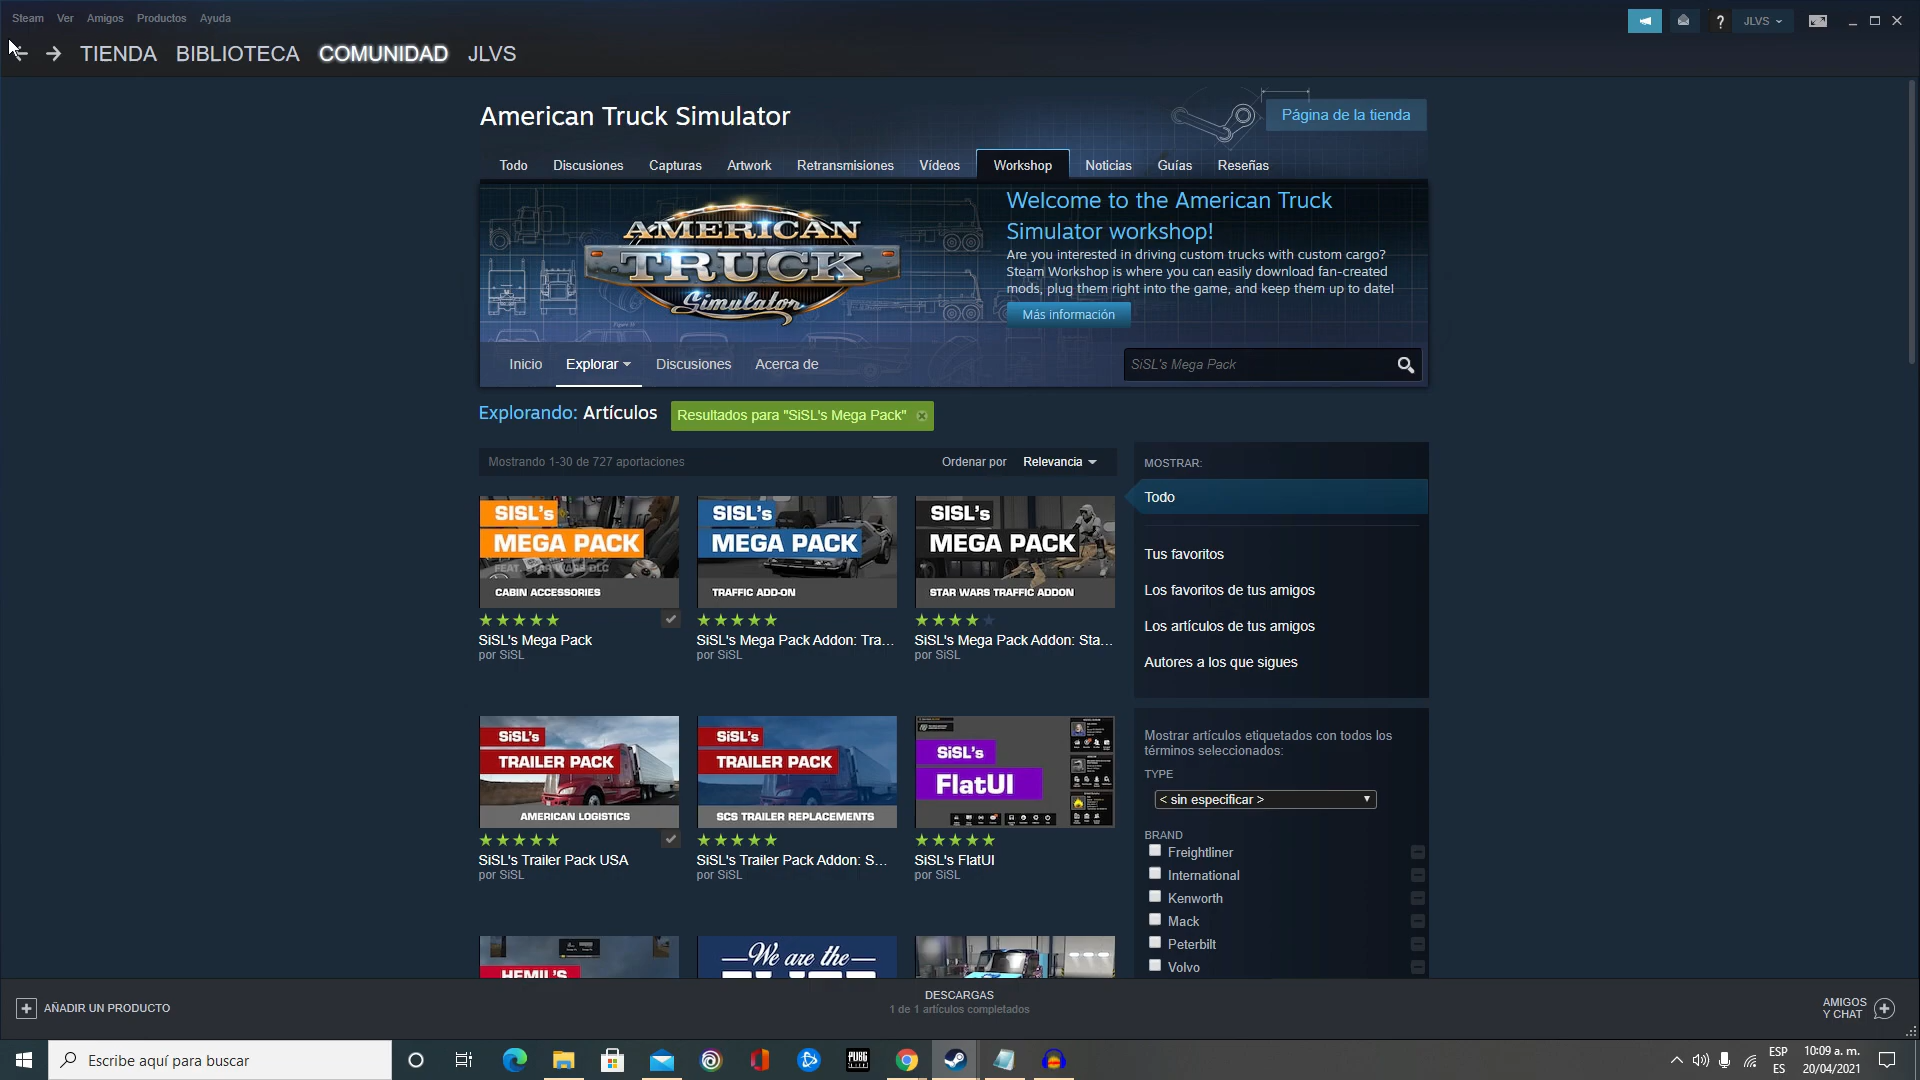 Steam Ver Amigos Productos Ayuda
? JLVS
TIENDA BIBLIOTECA COMUNIDAD JLVS
American Truck Simulator
Página de la tienda
Todo Discusiones Capturas Artwork Retransmisiones Vídeos Workshop Noticias Guías Reseñas
AMERICAN
TRUCK
Simulator
Welcome to the American Truck
Simulator workshop!
Are you interested in driving custom trucks with custom cargo?
Steam Workshop is where you can easily download fan-created
mods, plug them right into the game, and keep them up to date!
Más información
Inicio Explorar Discusiones Acerca de
SiSL's Mega Pack
Explorando: Artículos
Resultados para "SiSL's Mega Pack"
Mostrando 1-30 de 727 aportaciones
Ordenar por Relevancia
SISL's
MEGA PACK
FEAT. STAR WARS DLC
CABIN ACCESSORIES
SiSL's Mega Pack
por SiSL
SISL's
MEGA PACK
TRAFFIC ADD-ON
SiSL's Mega Pack Addon: Tra...
por SiSL
SISL's
MEGA PACK
STAR WARS TRAFFIC ADDON
SiSL's Mega Pack Addon: Sta...
por SiSL
SiSL's
TRAILER PACK
AMERICAN LOGISTICS
SiSL's Trailer Pack USA
por SiSL
SiSL's
TRAILER PACK
SCS TRAILER REPLACEMENTS
SiSL's Trailer Pack Addon: S...
por SiSL
SiSL's
FlatUI
SiSL's FlatUI
por SiSL
HEMIL'S
We are the
MOSTRAR:
Todo
Tus favoritos
Los favoritos de tus amigos
Los artículos de tus amigos
Autores a los que sigues
Mostrar artículos etiquetados con todos los
términos seleccionados:
TYPE
< sin especificar >
BRAND
Freightliner
International
Kenworth
Mack
Peterbilt
Volvo
AÑADIR UN PRODUCTO
DESCARGAS
1 de 1 artículos completados
AMIGOS
Y CHAT
Escribe aquí para buscar
PUBG
ESP
ES
10:09 a. m.
20/04/2021